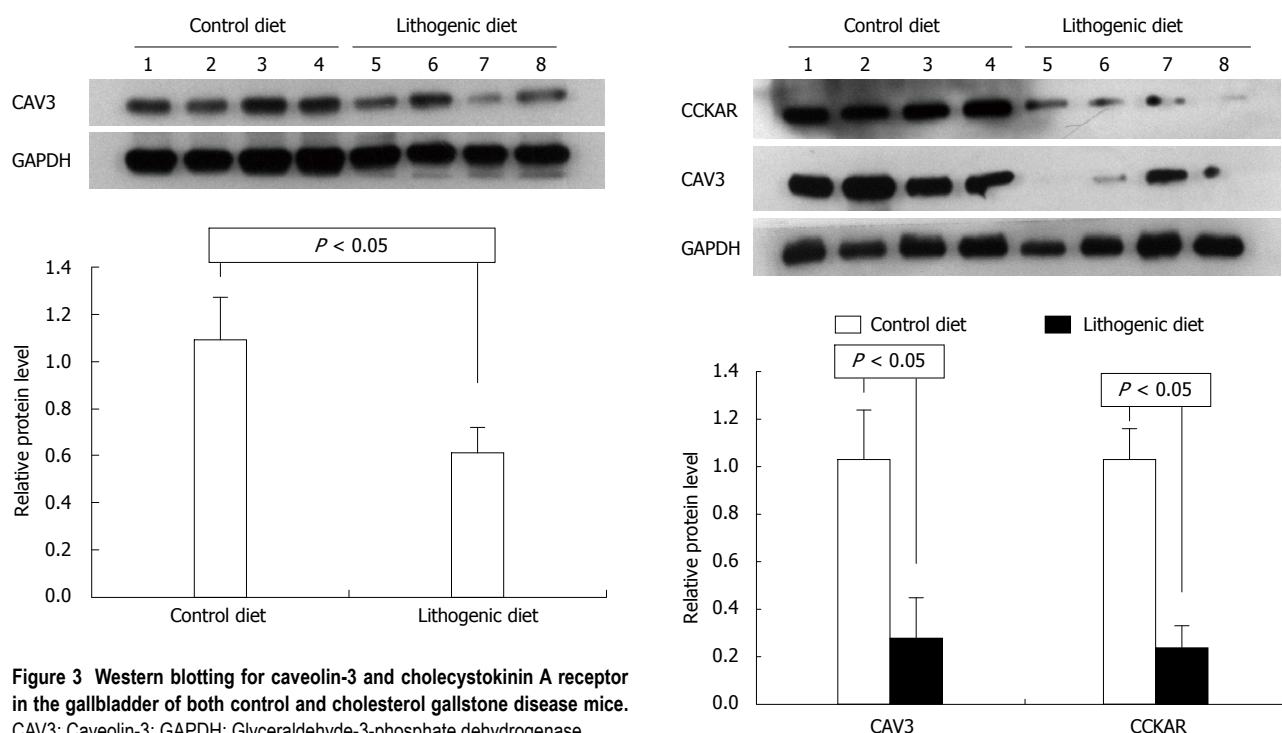 Control diet Lithogenic diet
1 2 3 4 5 6 7 8
CAV3
GAPDH
P < 0.05
1.4
1.2
1.0
0.8
0.6
0.4
0.2
0.0
Relative protein level
Control diet Lithogenic diet
Figure 3 Western blotting for caveolin-3 and cholecystokinin A receptor
in the gallbladder of both control and cholesterol gallstone disease mice.
CAV3: Caveolin-3; GAPDH: Glyceraldehyde-3-phosphate dehydrogenase
Control diet Lithogenic diet
1 2 3 4 5 6 7 8
CCKAR
CAV3
GAPDH
Control diet Lithogenic diet
P < 0.05
P < 0.05
1.4
1.2
1.0
0.8
0.6
0.4
0.2
0.0
Relative protein level
CAV3 CCKAR